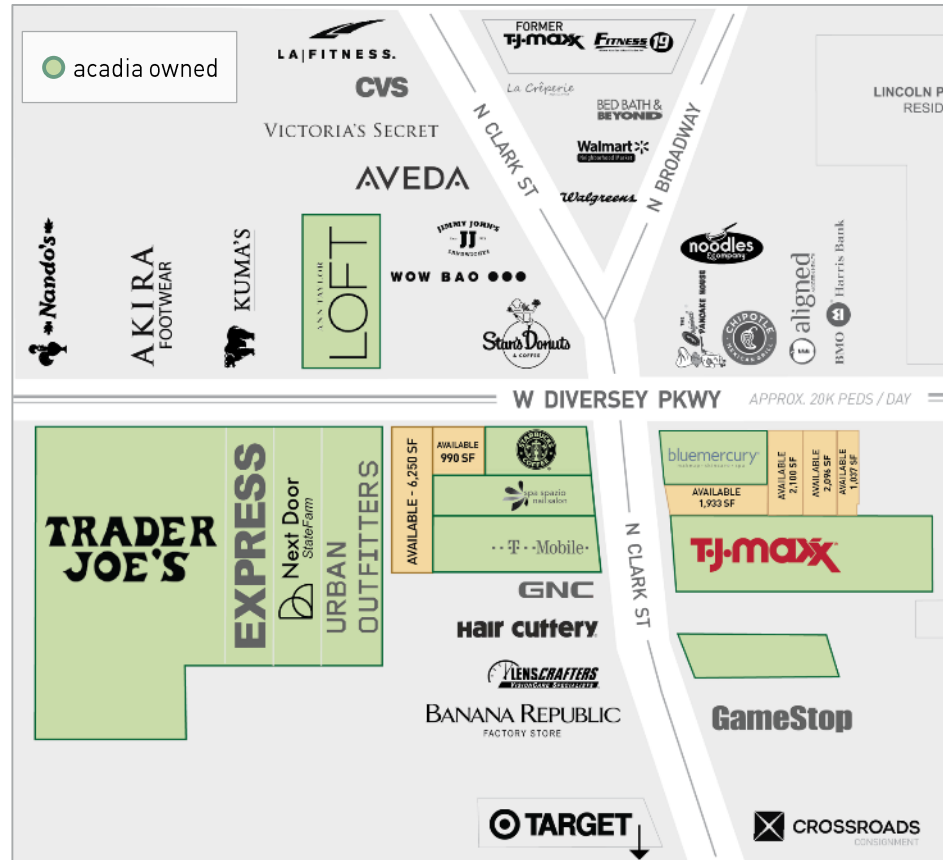 acadia owned
LA|FITNESS.
CVS
VICTORIA'S SECRET
AVEDA
FORMER
T·J·maxx
FITNESS 19
La Crêperie
BED BATH &
BEYOND
Walmart
Neighborhood Market
Walgreens
N CLARK ST
N BROADWAY
LINCOLN P
RESID
Nando's
AKIRA
FOOTWEAR
KUMA'S
ANN TAYLOR
LOFT
JIMMY JOHN'S
JJ
SANDWICHES
WOW BAO
Stan's Donuts
& COFFEE
noodles
& company
THE
Original
PANCAKE HOUSE
CHIPOTLE
MEXICAN GRILL
aligned
BMO Harris Bank
W DIVERSEY PKWY
APPROX. 20K PEDS / DAY
TRADER
JOE'S
EXPRESS
Next Door
StateFarm
URBAN
OUTFITTERS
AVAILABLE - 6,250 SF
AVAILABLE
990 SF
STARBUCKS
COFFEE
spa spazio
nail salon
T··Mobile·
GNC
Hair Cuttery
LENSCRAFTERS
BANANA REPUBLIC
FACTORY STORE
N CLARK ST
bluemercury
AVAILABLE
1,933 SF
AVAILABLE
2,100 SF
AVAILABLE
2,096 SF
AVAILABLE
1,037 SF
T·J·maxx
GameStop
TARGET
CROSSROADS
CONSIGNMENT